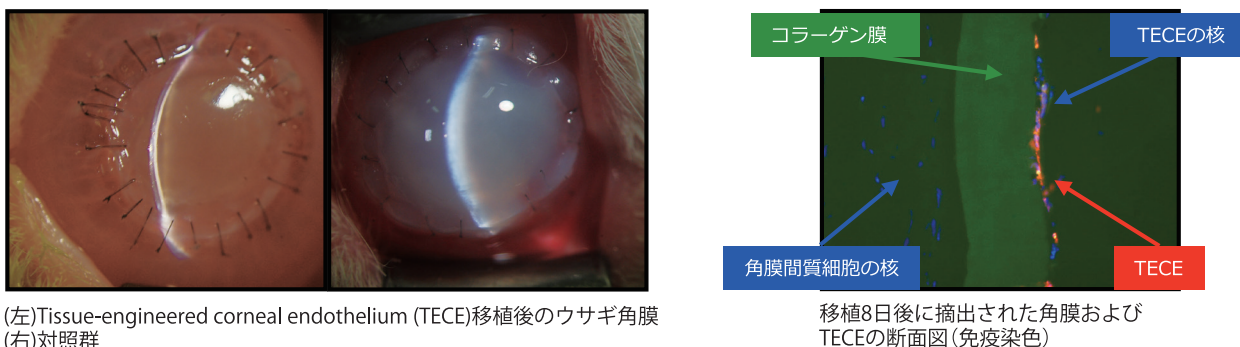 コラーゲン膜
TECEの核
角膜間質細胞の核
TECE
(左)Tissue-engineered corneal endothelium (TECE)移植後のウサギ角膜
(右)対照群
移植8日後に摘出された角膜および
TECEの断面図(免疫染色)